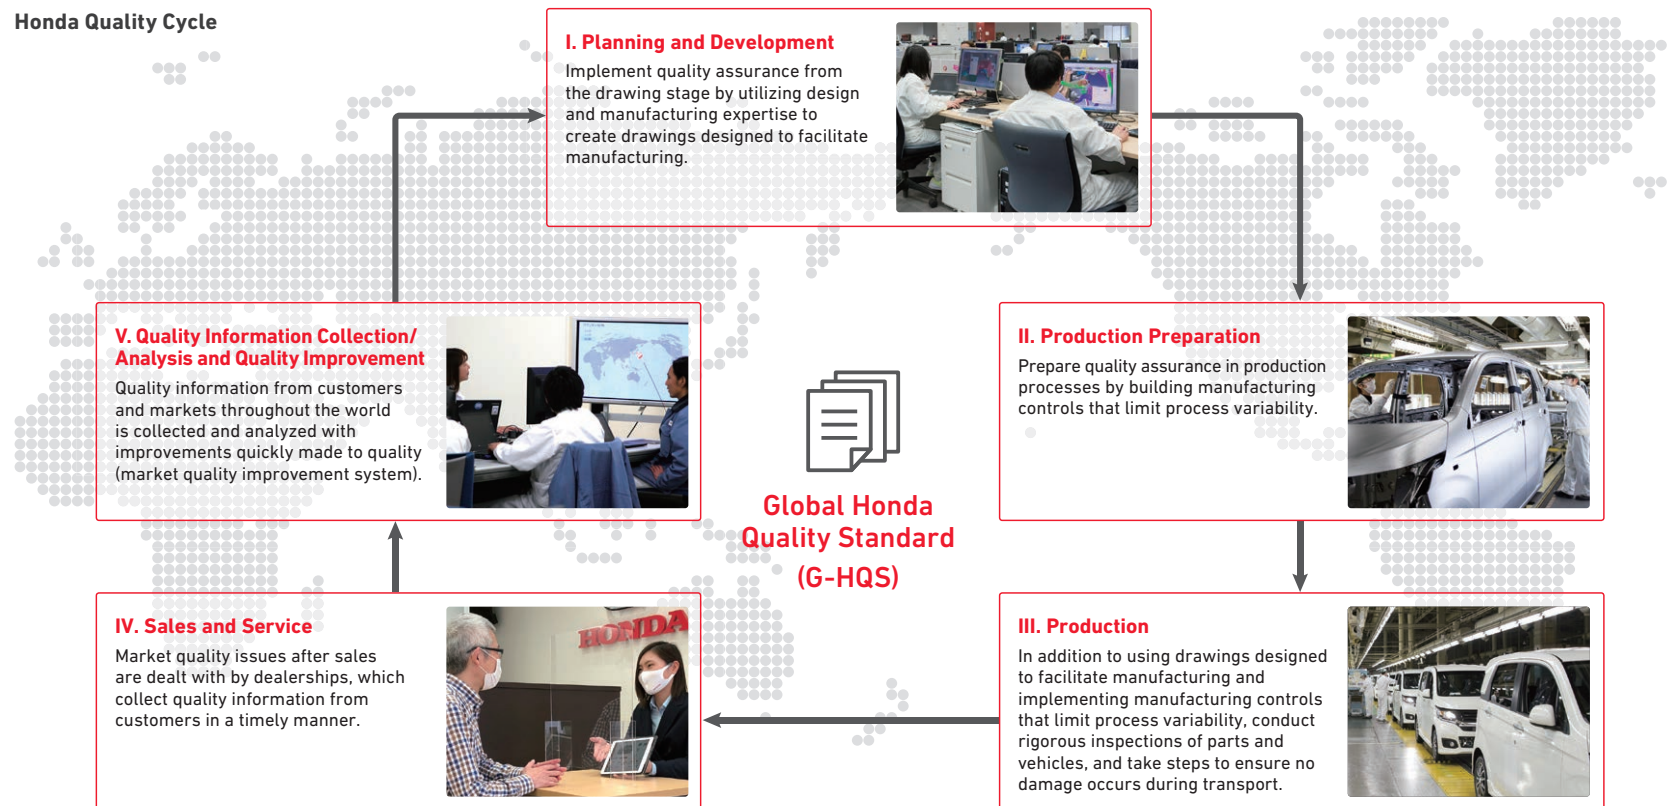 Honda Quality Cycle
I. Planning and Development
Implement quality assurance from
the drawing stage by utilizing design
and manufacturing expertise to
create drawings designed to facilitate
manufacturing.
II. Production Preparation
Prepare quality assurance in production
processes by building manufacturing
controls that limit process variability.
III. Production
In addition to using drawings designed
to facilitate manufacturing and
implementing manufacturing controls
that limit process variability, conduct
rigorous inspections of parts and
vehicles, and take steps to ensure no
damage occurs during transport.
IV. Sales and Service
Market quality issues after sales
are dealt with by dealerships, which
collect quality information from
customers in a timely manner.
HONDA
V. Quality Information Collection/
Analysis and Quality Improvement
Quality information from customers
and markets throughout the world
is collected and analyzed with
improvements quickly made to quality
(market quality improvement system).
Global Honda
Quality Standard
(G-HQS)